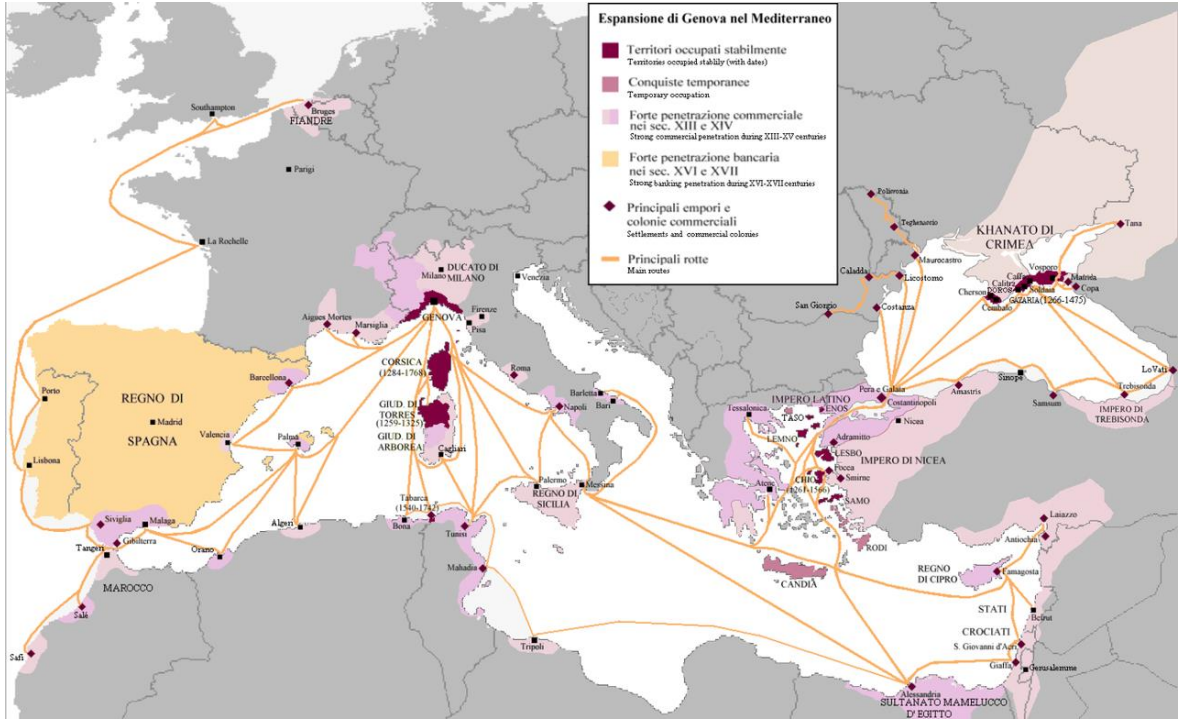 Espansione di Genova nel Mediterraneo
Territori occupati stabilmente
Territories occupied stablily (with dates)
Conquiste temporanee
Temporary occupation
Forte penetrazione commerciale
nei sec. XIII e XIV
Strong commercial penetration during XIII-XV centuries
Forte penetrazione bancaria
nei sec. XVI e XVII
Strong banking penetration during XVI-XVII centuries
Principali empori e
colonie commerciali
Settlements and commercial colonies
Principali rotte
Main routes
Southampton
Bruges
FIANDRE
Parigi
La Rochelle
Milano
DUCATO DI
MILANO
Venezia
GENOVA
Firenze
Pisa
Aigues Mortes
Marsiglia
CORSICA
(1284-1768)
Roma
Barcellona
Porto
REGNO DI
SPAGNA
Madrid
Valencia
Palma
Lisbona
GIUD. DI
TORRES
(1259-1325)
GIUD. DI
ARBOREA
Cagliari
Napoli
Barletta
Bari
Palermo
Messina
REGNO DI
SICILIA
Siviglia
Malaga
Gibilterra
Tangeri
MAROCCO
Salé
Safi
Orano
Algeri
Tabarca
(1540-1742)
Bona
Tunisi
Mahadia
Tripoli
Polievonia
Teghenaccio
Maurocastro
Caladda
Licostomo
San Giorgio
Costanza
KHANATO DI
CRIMEA
Tana
Vosporo
Caffa
Matrida
Copa
Soldaia
Cherson
Cembalo
GAZARIA(1266-1475)
LoVati
Sinope
Samsun
Trebisonda
IMPERO DI
TREBISONDA
Amastris
Pera e Galata
Costantinopoli
IMPERO LATINO
ENOS
Nicea
Tessalonica
TASO
LEMNO
Adramitto
LESBO
IMPERO DI NICEA
Focea
Smirne
CHIO
(1261-1566)
Atene
SAMO
RODI
CANDIA
Laiazzo
Antiochia
REGNO
DI CIPRO
Famagosta
STATI
CROCIATI
Beirut
S. Giovanni d'Acri
Giaffa
Gerusalemme
Alessandria
SULTANATO MAMELUCCO
D' EGITTO